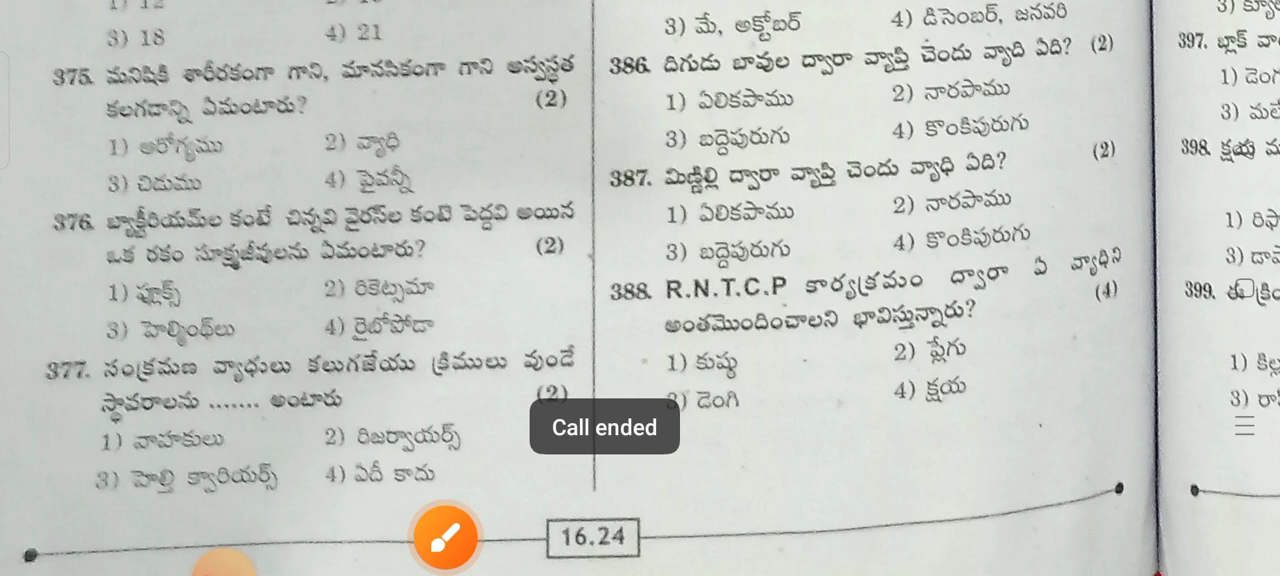 3) 18 4) 21
375. మనిషికి శారీరకంగా గాని, మానసికంగా గాని అస్వస్థత
కలగడాన్ని ఏమంటారు? (2)
1) ఆరోగ్యము 2) వ్యాధి
3) చిడుము 4) పైవన్నీ
376. బ్యాక్టీరియమ్‌ల కంటే చిన్నవి వైరస్‌ల కంటె పెద్దవి అయిన
ఒక రకం సూక్ష్మజీవులను ఏమంటారు? (2)
1) ఫ్లూక్స్ 2) రికెట్సియా
3) హెల్మింథ్‌లు 4) రైబోపోడా
377. సంక్రమణ వ్యాధులు కలుగజేయు క్రిములు వుండే
స్థావరాలను ....... అంటారు (2)
1) వాహకులు 2) రిజర్వాయర్స్
3) హెల్తి క్వారియర్స్ 4) ఏదీ కాదు
3) మే, అక్టోబర్ 4) డిసెంబర్, జనవరి
386. దిగుడు బావుల ద్వారా వ్యాప్తి చెందు వ్యాది ఏది? (2)
1) ఏలికపాము 2) నారపాము
3) బద్దెపురుగు 4) కొంకిపురుగు
387. మిణ్ణిల్లి ద్వారా వ్యాప్తి చెందు వ్యాధి ఏది? (2)
1) ఏలికపాము 2) నారపాము
3) బద్దెపురుగు 4) కొంకిపురుగు
388. R.N.T.C.P కార్యక్రమం ద్వారా ఏ వ్యాధిని
అంతమొందించాలని భావిస్తున్నారు? (4)
1) కుష్ఠు 2) ప్లేగు
3) డెంగి 4) క్షయ
Call ended
16.24
397. బ్లాక్
1)
3)
398. క్షయ
1)
3)
399. ఈ
1)
3)